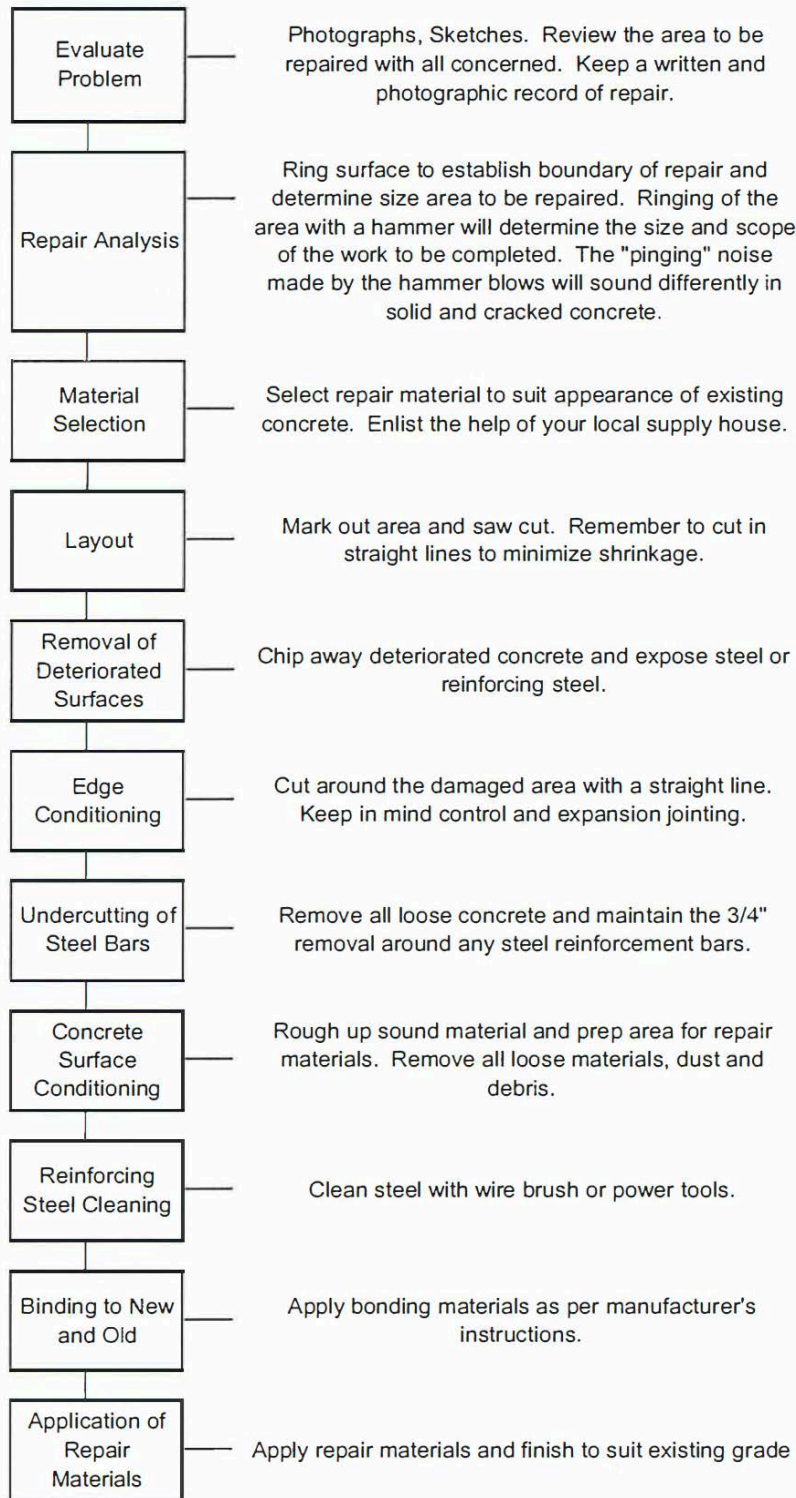 Evaluate
Problem
Photographs, Sketches.  Review the area to be
repaired with all concerned.  Keep a written and
photographic record of repair.
Repair Analysis
Ring surface to establish boundary of repair and
determine size area to be repaired.  Ringing of the
area with a hammer will determine the size and scope
of the work to be completed.  The "pinging" noise
made by the hammer blows will sound differently in
solid and cracked concrete.
Material
Selection
Select repair material to suit appearance of existing
concrete.  Enlist the help of your local supply house.
Layout
Mark out area and saw cut.  Remember to cut in
straight lines to minimize shrinkage.
Removal of
Deteriorated
Surfaces
Chip away deteriorated concrete and expose steel or
reinforcing steel.
Edge
Conditioning
Cut around the damaged area with a straight line.
Keep in mind control and expansion jointing.
Undercutting of
Steel Bars
Remove all loose concrete and maintain the 3/4"
removal around any steel reinforcement bars.
Concrete
Surface
Conditioning
Rough up sound material and prep area for repair
materials.  Remove all loose materials, dust and
debris.
Reinforcing
Steel Cleaning
Clean steel with wire brush or power tools.
Binding to New
and Old
Apply bonding materials as per manufacturer's
instructions.
Application of
Repair
Materials
Apply repair materials and finish to suit existing grade